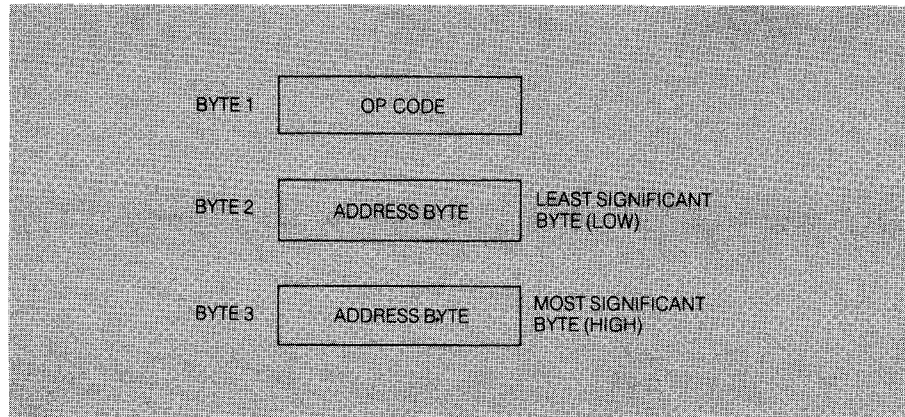 BYTE 1
OP CODE
BYTE 2
ADDRESS BYTE
LEAST SIGNIFICANT
BYTE (LOW)
BYTE 3
ADDRESS BYTE
MOST SIGNIFICANT
BYTE (HIGH)